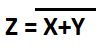 Z = X+Y